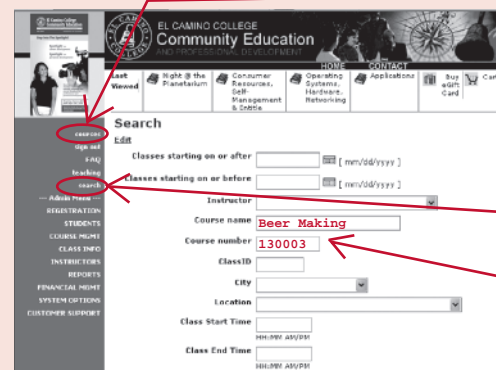 EL CAMINO COLLEGE
Community Education
AND PROFESSIONAL DEVELOPMENT
HOME CONTACT
Last Viewed
Night @ the Planetarium
Consumer Resources, Self-Management & Entitle
Operating Systems, Hardware, Networking
Applications
Buy eGift Card
Cart
courses
sign out
FAQ
teaching
search
--- Admin Menu ---
REGISTRATION
STUDENTS
COURSE MGMT
CLASS INFO
INSTRUCTORS
REPORTS
FINANCIAL MGMT
SYSTEM OPTIONS
CUSTOMER SUPPORT
Search
Edit
Classes starting on or after [ mm/dd/yyyy ]
Classes starting on or before [ mm/dd/yyyy ]
Instructor
Course name Beer Making
Course number 130003
ClassID
City
Location
Class Start Time
HH:MM AM/PM
Class End Time
HH:MM AM/PM